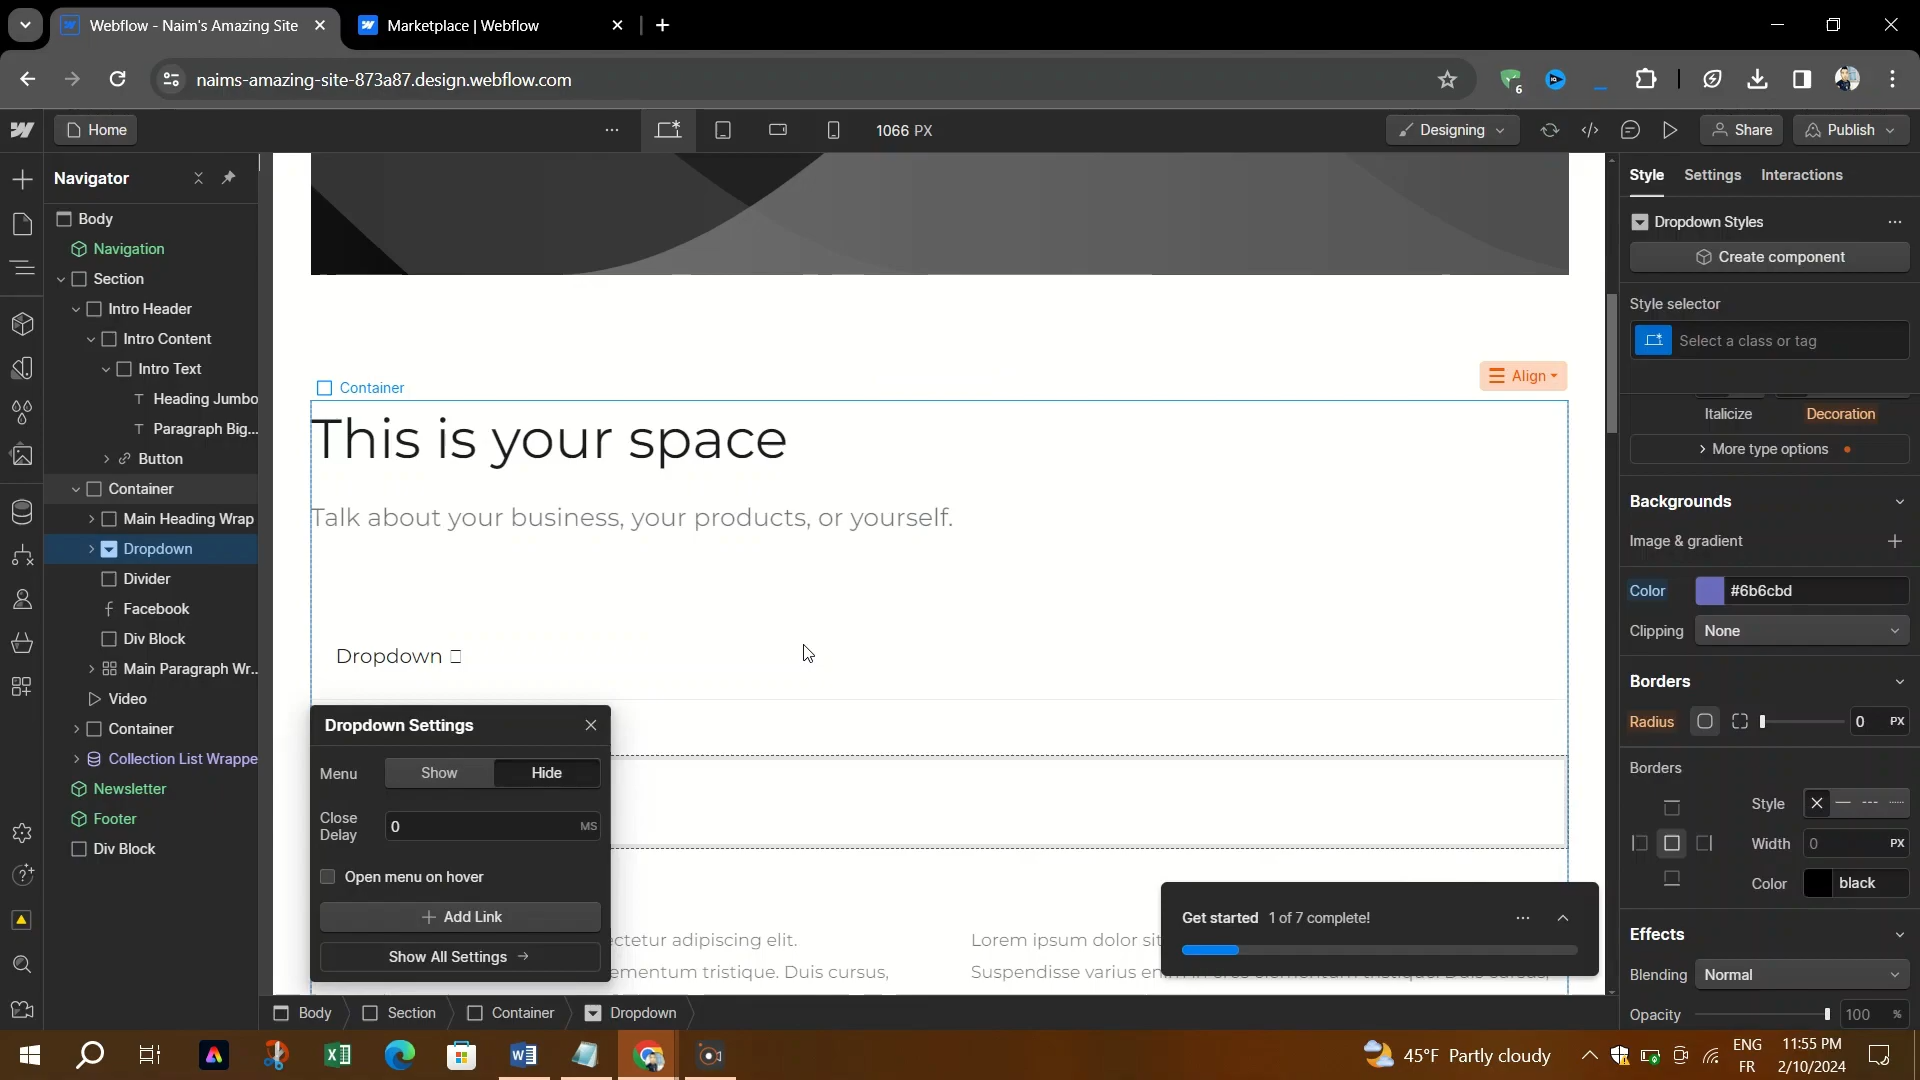 Webflow - Naim's Amazing Site
Marketplace | Webflow
naims-amazing-site-873a87.design.webflow.com
6
Home
1066 PX
Designing
Share
Publish
Navigator
Body
Navigation
Section
Intro Header
Intro Content
Intro Text
Heading Jumbo
Paragraph Big...
Button
Container
Main Heading Wrap
Dropdown
Divider
Facebook
Div Block
Main Paragraph Wr...
Video
Container
Collection List Wrappe
Newsletter
Footer
Div Block
Container
Align
This is your space
Talk about your business, your products, or yourself.
Dropdown
Dropdown Settings
Menu
Show
Hide
Close
Delay
0
MS
Open menu on hover
Add Link
Show All Settings
ctetur adipiscing elit.
ementum tristique. Duis cursus,
Lorem ipsum dolor sit
Get started 1 of 7 complete!
Body
Section
Container
Dropdown
Style
Settings
Interactions
Dropdown Styles
Create component
Style selector
Select a class or tag
Italicize
Decoration
More type options
Backgrounds
Image & gradient
Color
#6b6cbd
Clipping
None
Borders
Radius
0 PX
Borders
Style
Width
0 PX
Color
black
Effects
Blending
Normal
Opacity
100 %
45°F Partly cloudy
ENG
FR
11:55 PM
2/10/2024